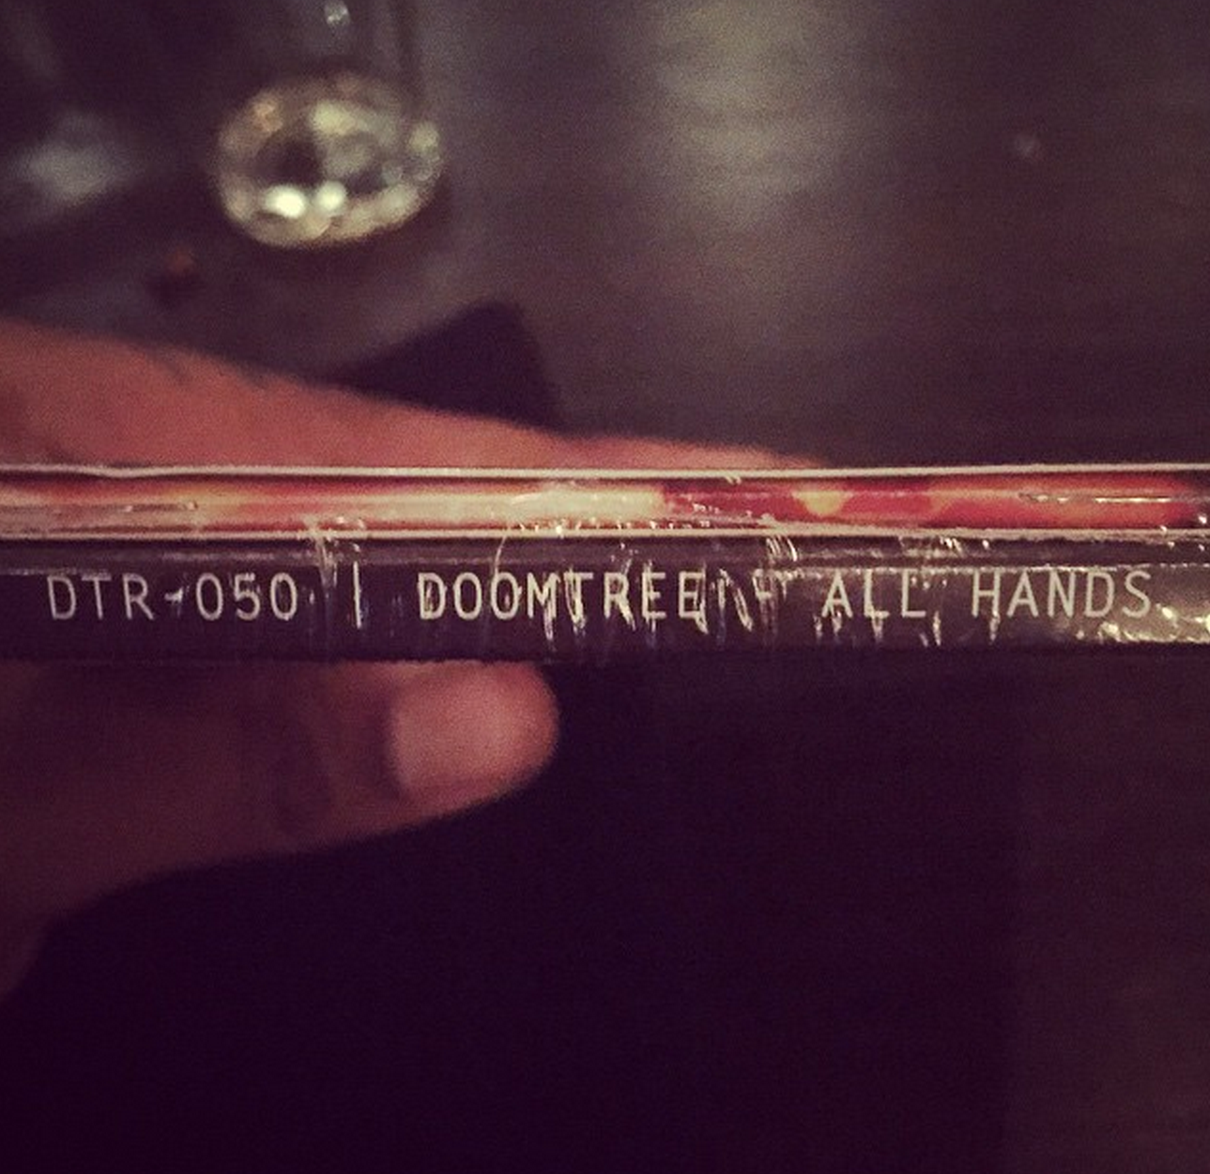 DTR-050 | DOOMTREE - ALL HANDS